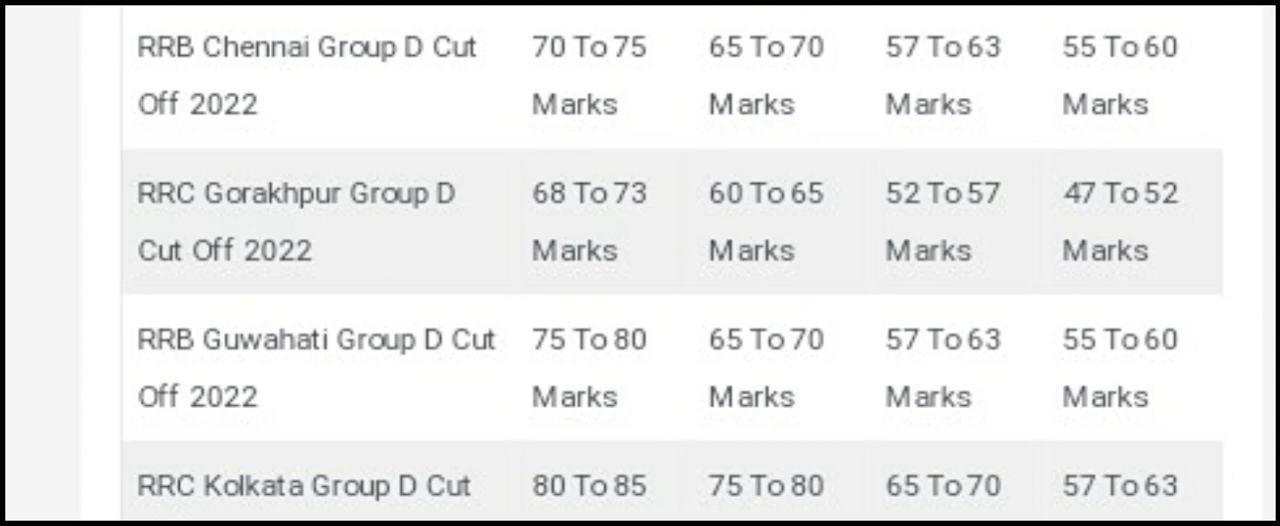 RRB Chennai Group D Cut 70 To 75 65 To 70 57 To 63 55 To 60
Off 2022 Marks Marks Marks Marks
RRC Gorakhpur Group D 68 To 73 60 To 65 52 To 57 47 To 52
Cut Off 2022 Marks Marks Marks Marks
RRB Guwahati Group D Cut 75 To 80 65 To 70 57 To 63 55 To 60
Off 2022 Marks Marks Marks Marks
RRC Kolkata Group D Cut 80 To 85 75 To 80 65 To 70 57 To 63